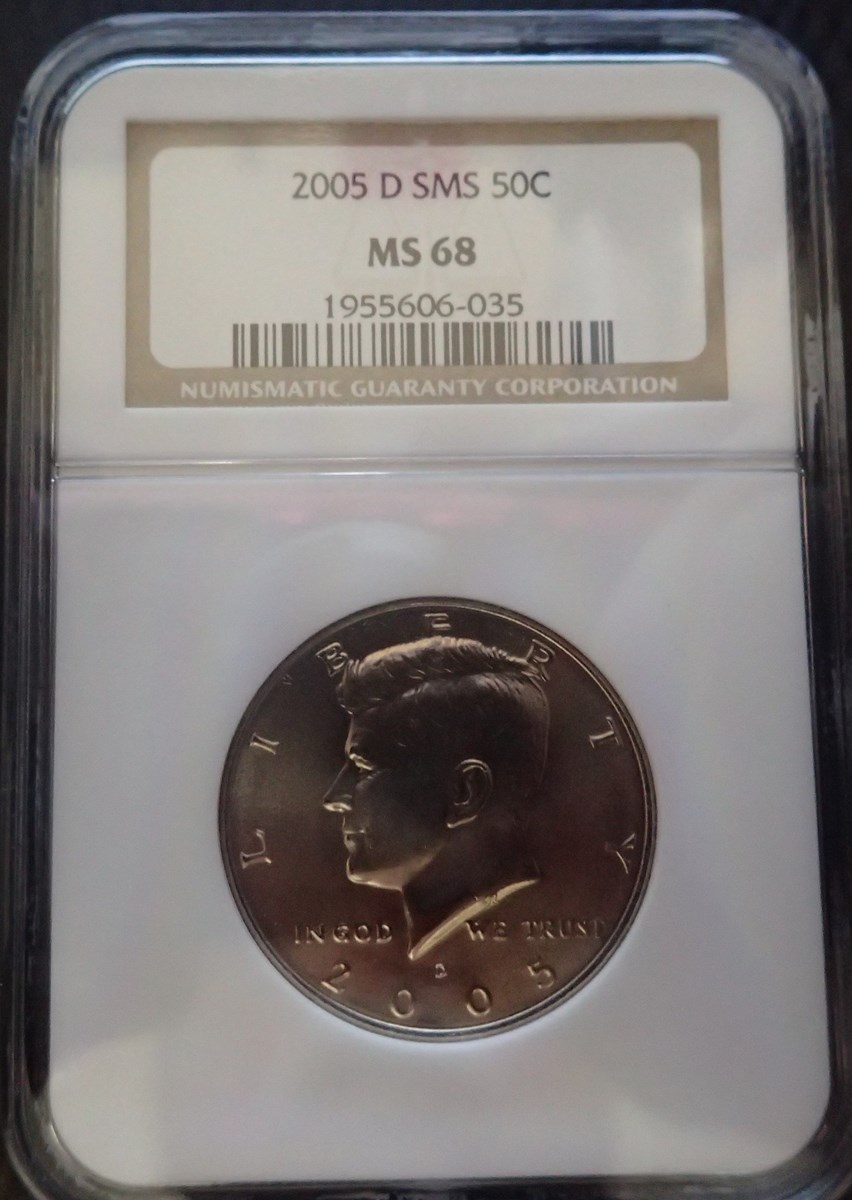 2005 D SMS 50C
MS 68
1955606-035
NUMISMATIC GUARANTY CORPORATION
LIBERTY
IN GOD WE TRUST
D
2005